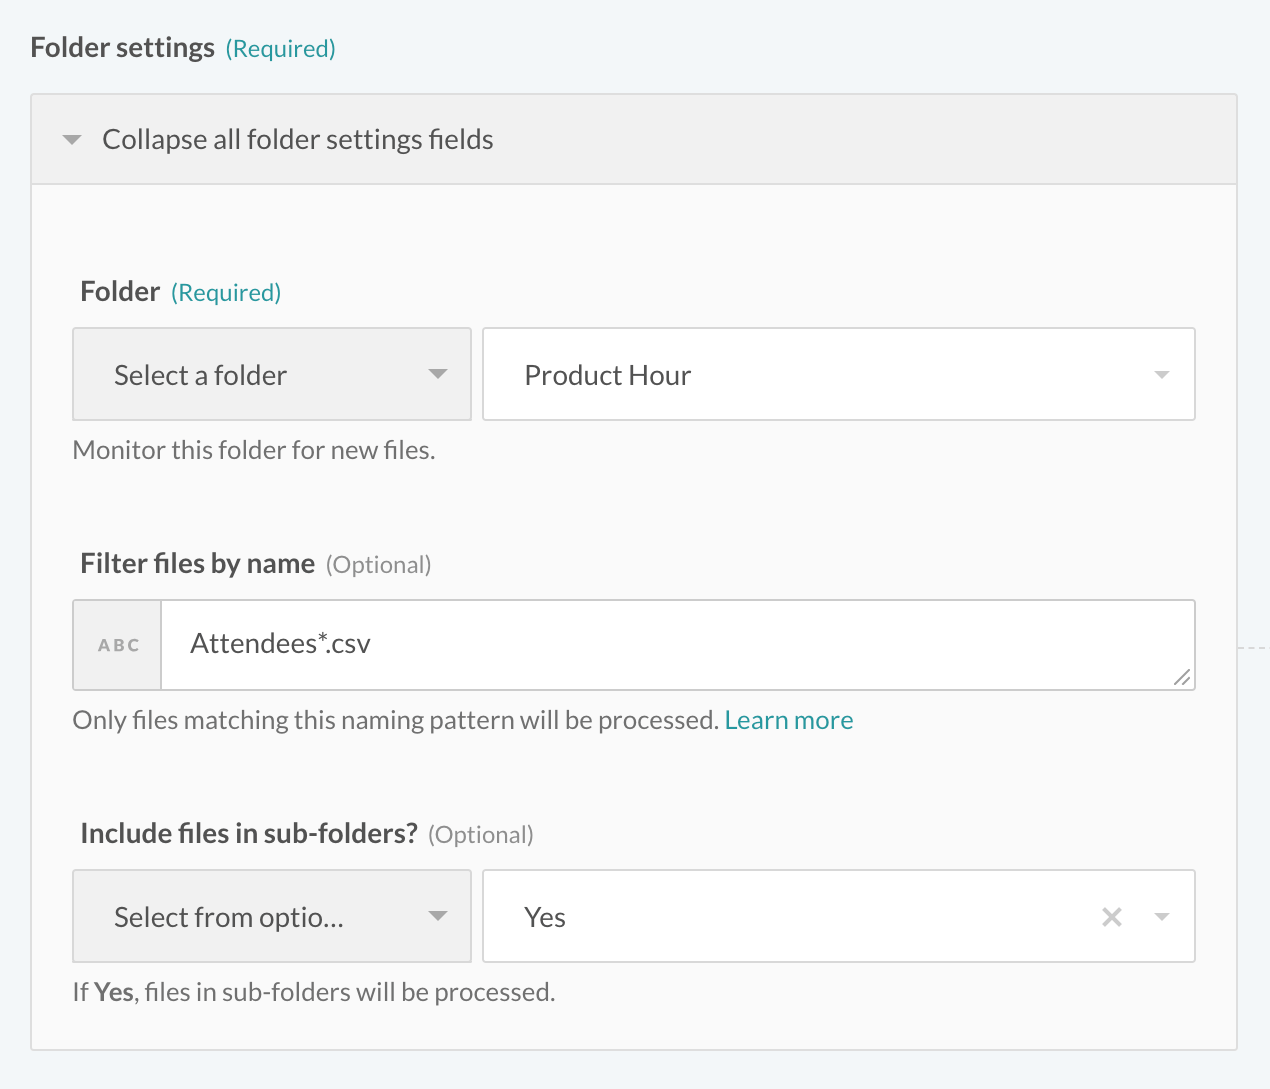 Folder settings (Required)
Collapse all folder settings fields
Folder (Required)
Select a folder
Product Hour
Monitor this folder for new files.
Filter files by name (Optional)
ABC
Attendees*.csv
Only files matching this naming pattern will be processed. Learn more
Include files in sub-folders? (Optional)
Select from optio...
Yes
If Yes, files in sub-folders will be processed.